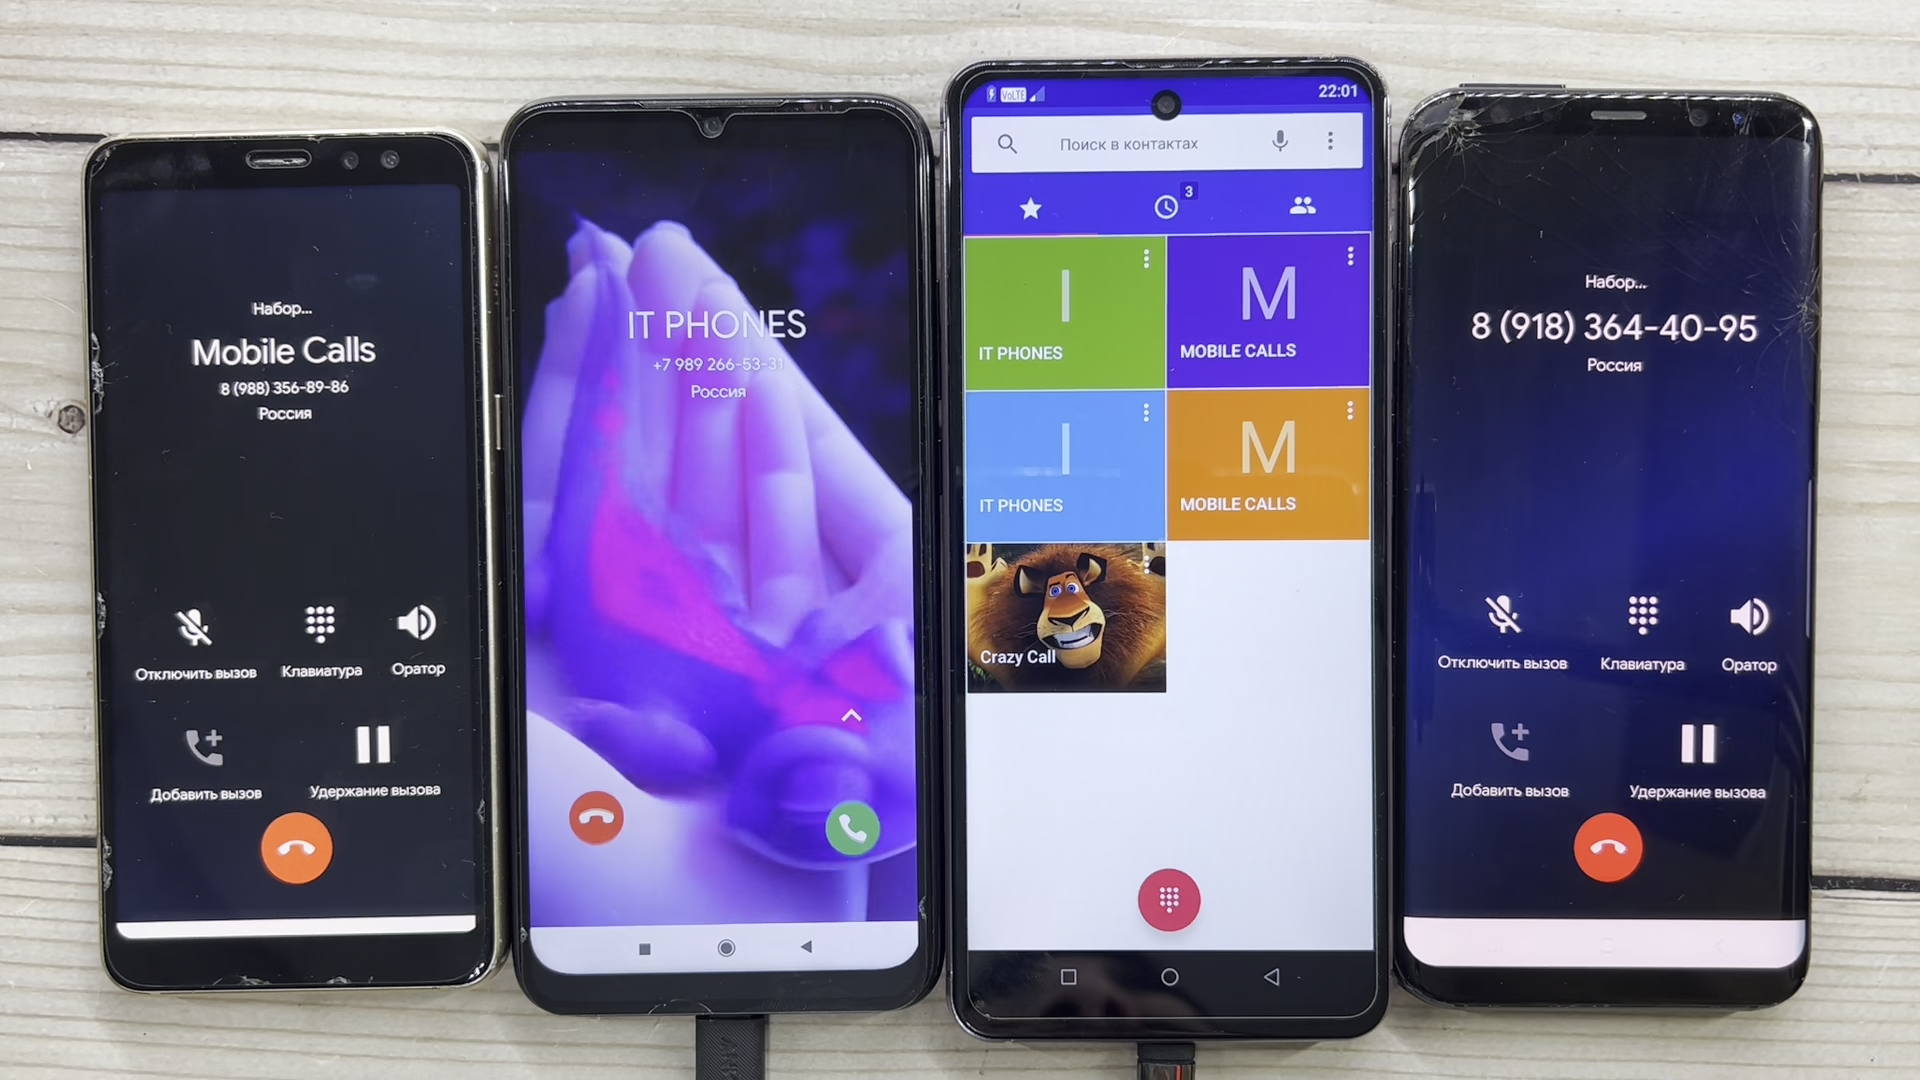 Набор...
Mobile Calls
8 (988) 356-89-86
Россия
Отключить вызов
Клавиатура
Оратор
Добавить вызов
Удержание вызова
IT PHONES
+7 989 266-53-31
Россия
VoLTE
22:01
Поиск в контактах
3
I
IT PHONES
M
MOBILE CALLS
I
IT PHONES
M
MOBILE CALLS
Crazy Call
Набор...
8 (918) 364-40-95
Россия
Отключить вызов
Клавиатура
Оратор
Добавить вызов
Удержание вызова